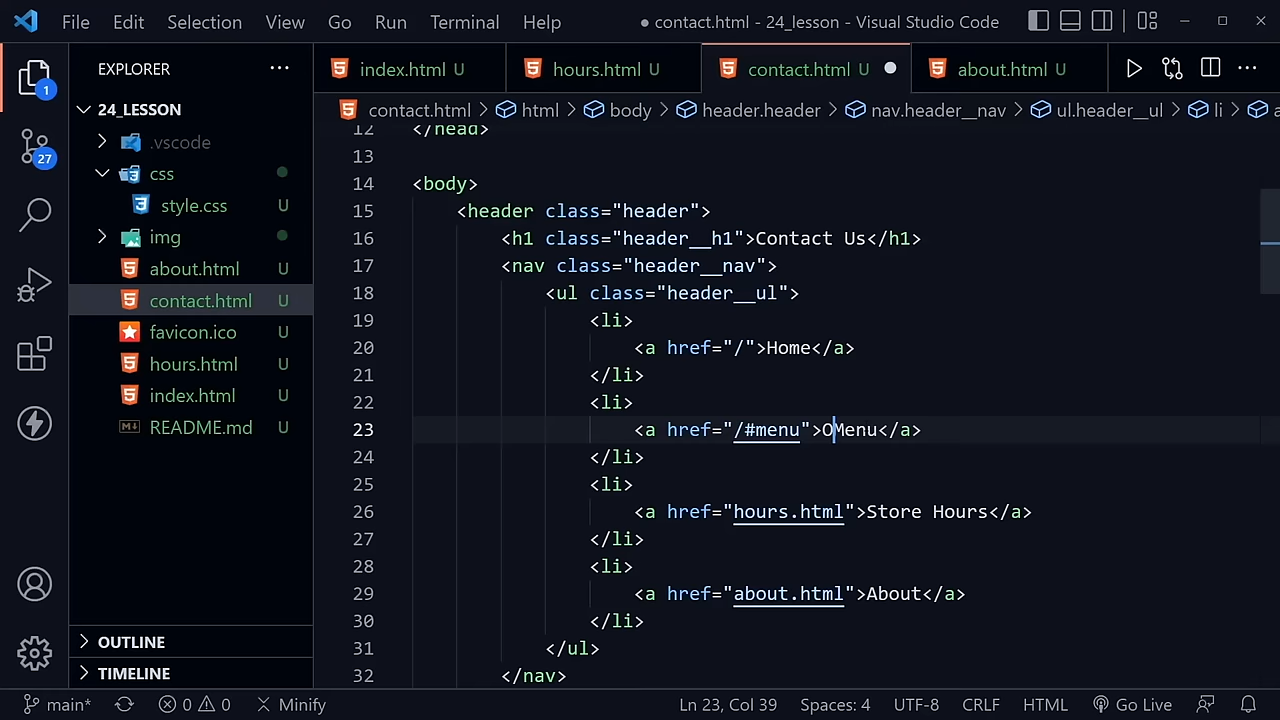 File Edit Selection View Go Run Terminal Help ● contact.html - 24_lesson - Visual Studio Code
EXPLORER ···
index.html U hours.html U contact.html U ● about.html U ···
24_LESSON
contact.html > html > body > header.header > nav.header__nav > ul.header__ul > li > a
.vscode
css
style.css U
img
about.html U
contact.html U
favicon.ico U
hours.html U
index.html U
README.md U
OUTLINE
TIMELINE
1
27
12 </head>
13
14 <body>
15 <header class="header">
16 <h1 class="header__h1">Contact Us</h1>
17 <nav class="header__nav">
18 <ul class="header__ul">
19 <li>
20 <a href="/">Home</a>
21 </li>
22 <li>
23 <a href="/#menu">OMenu</a>
24 </li>
25 <li>
26 <a href="hours.html">Store Hours</a>
27 </li>
28 <li>
29 <a href="about.html">About</a>
30 </li>
31 </ul>
32 </nav>
main* 0 0 Minify Ln 23, Col 39 Spaces: 4 UTF-8 CRLF HTML Go Live